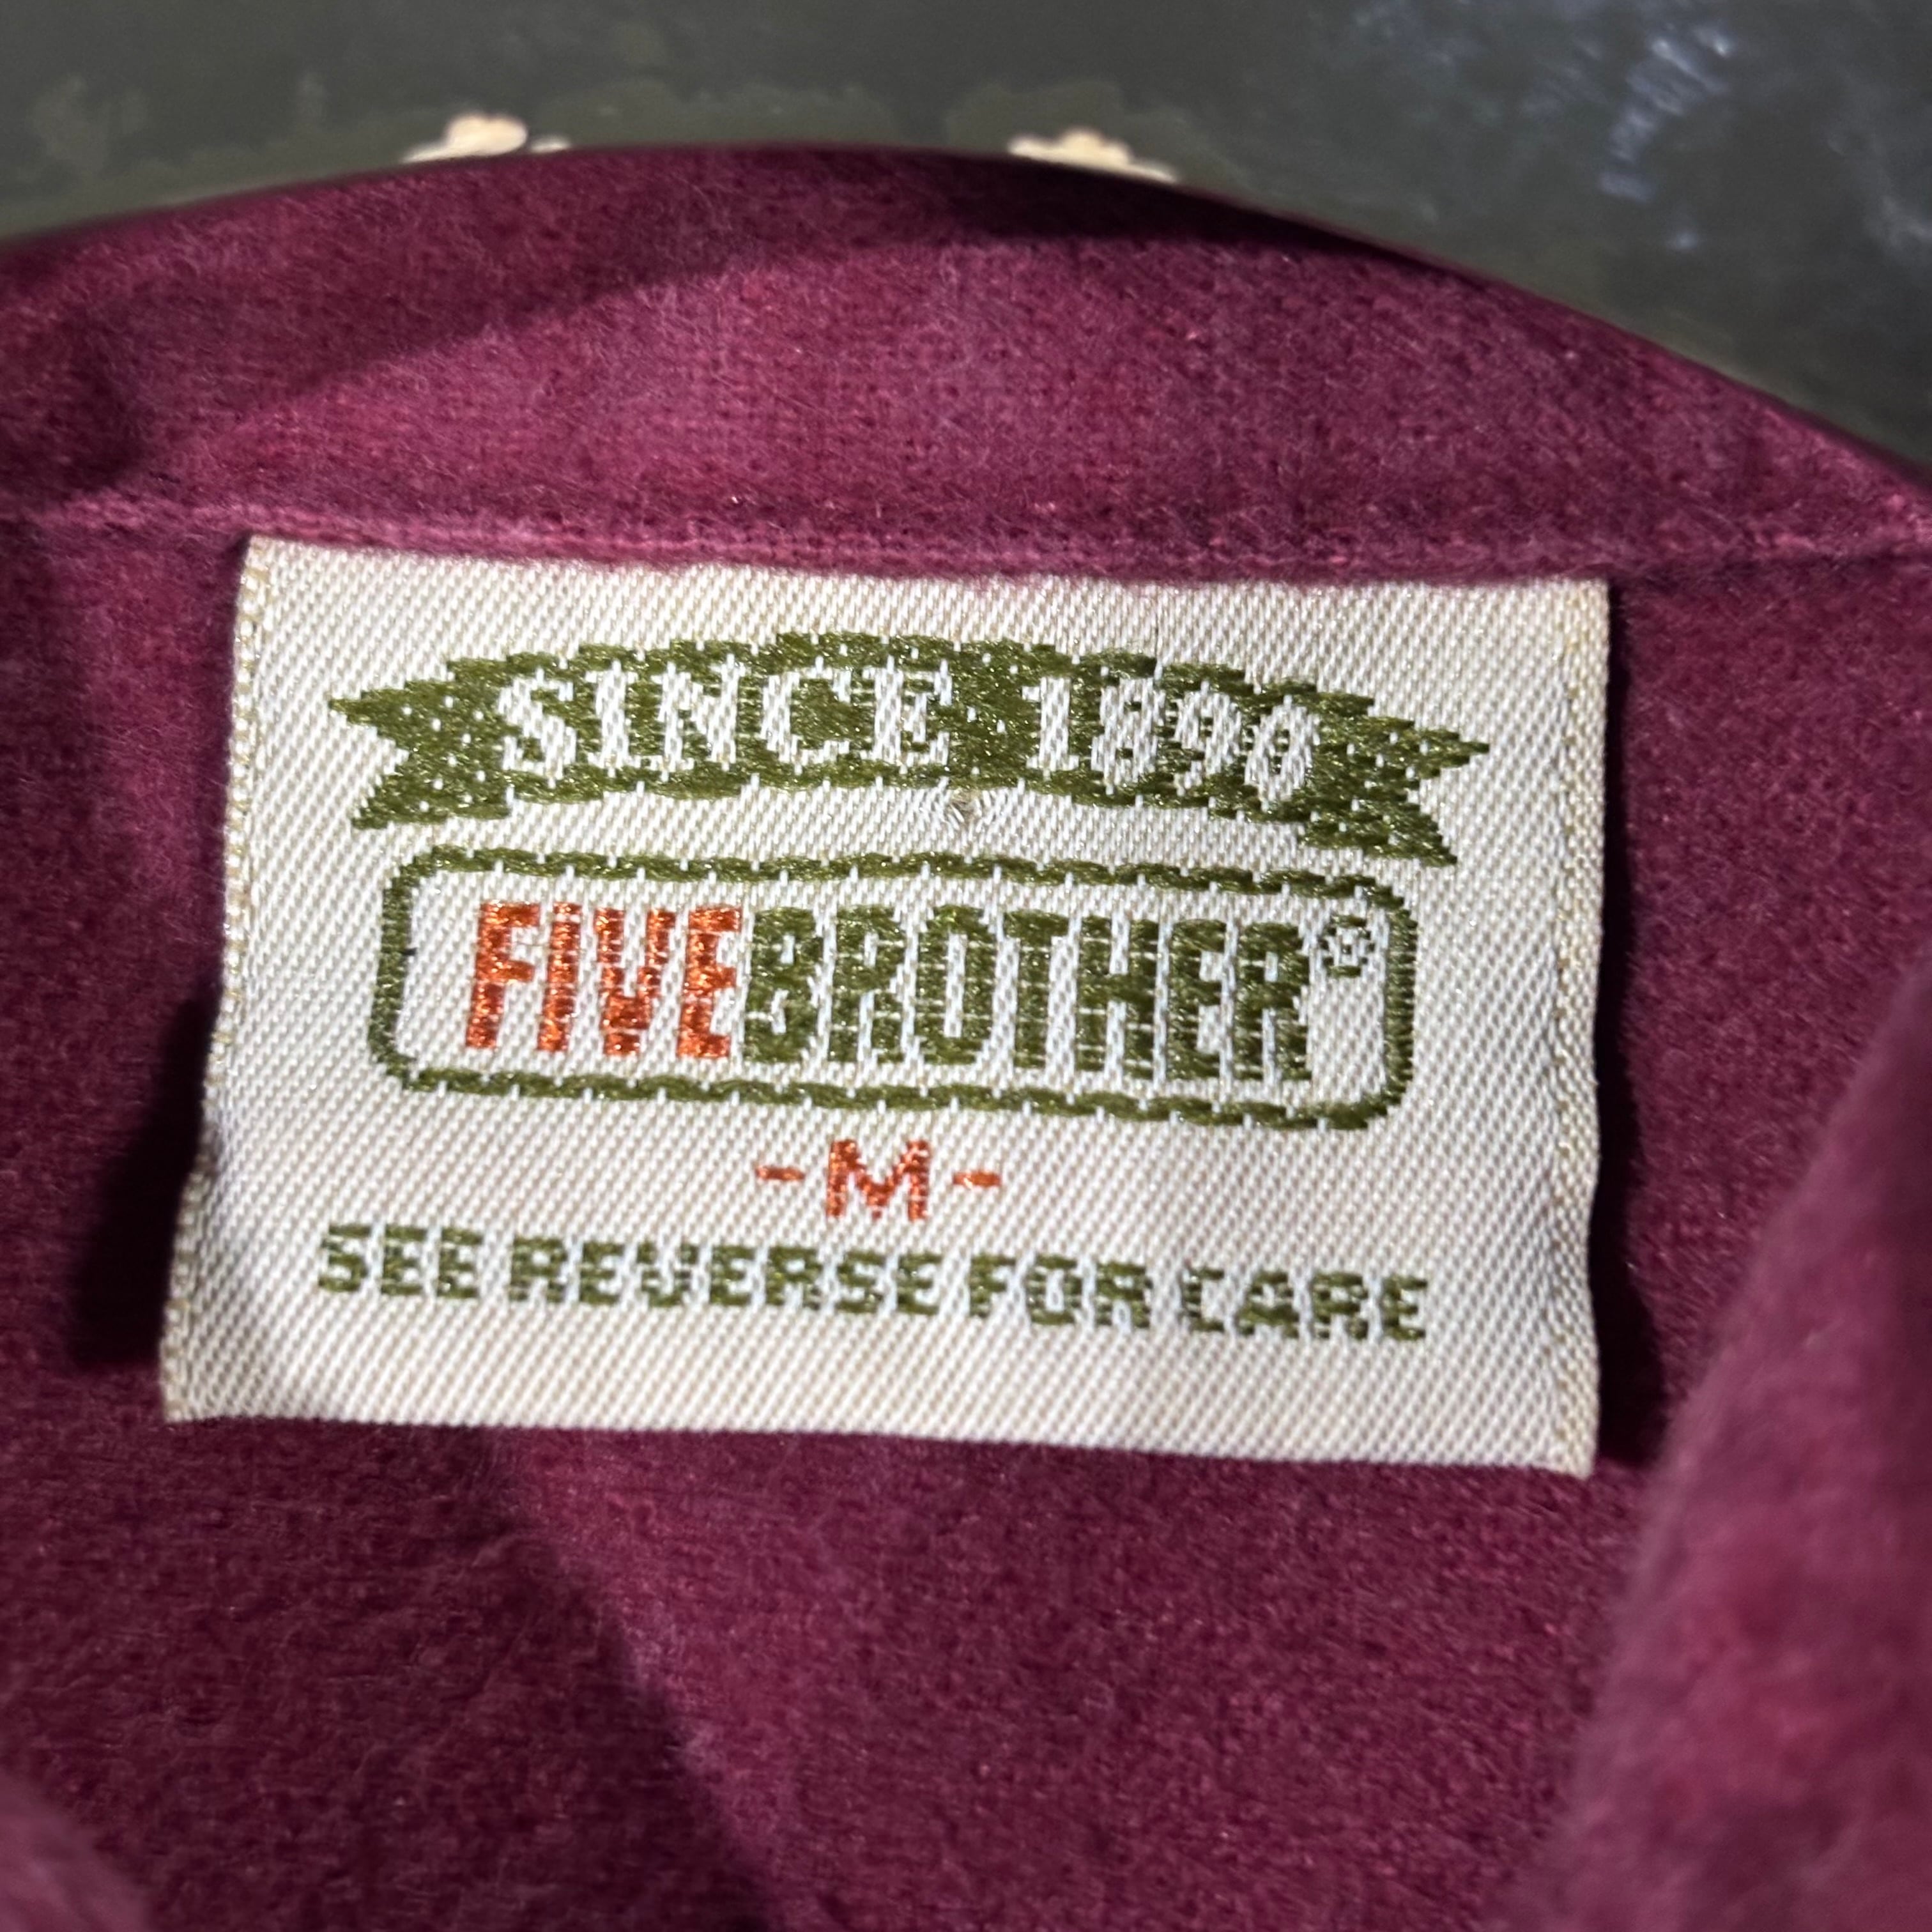 SINCE 1890
FiVEBROTHER®
-M-
SEE REVERSE FOR CARE